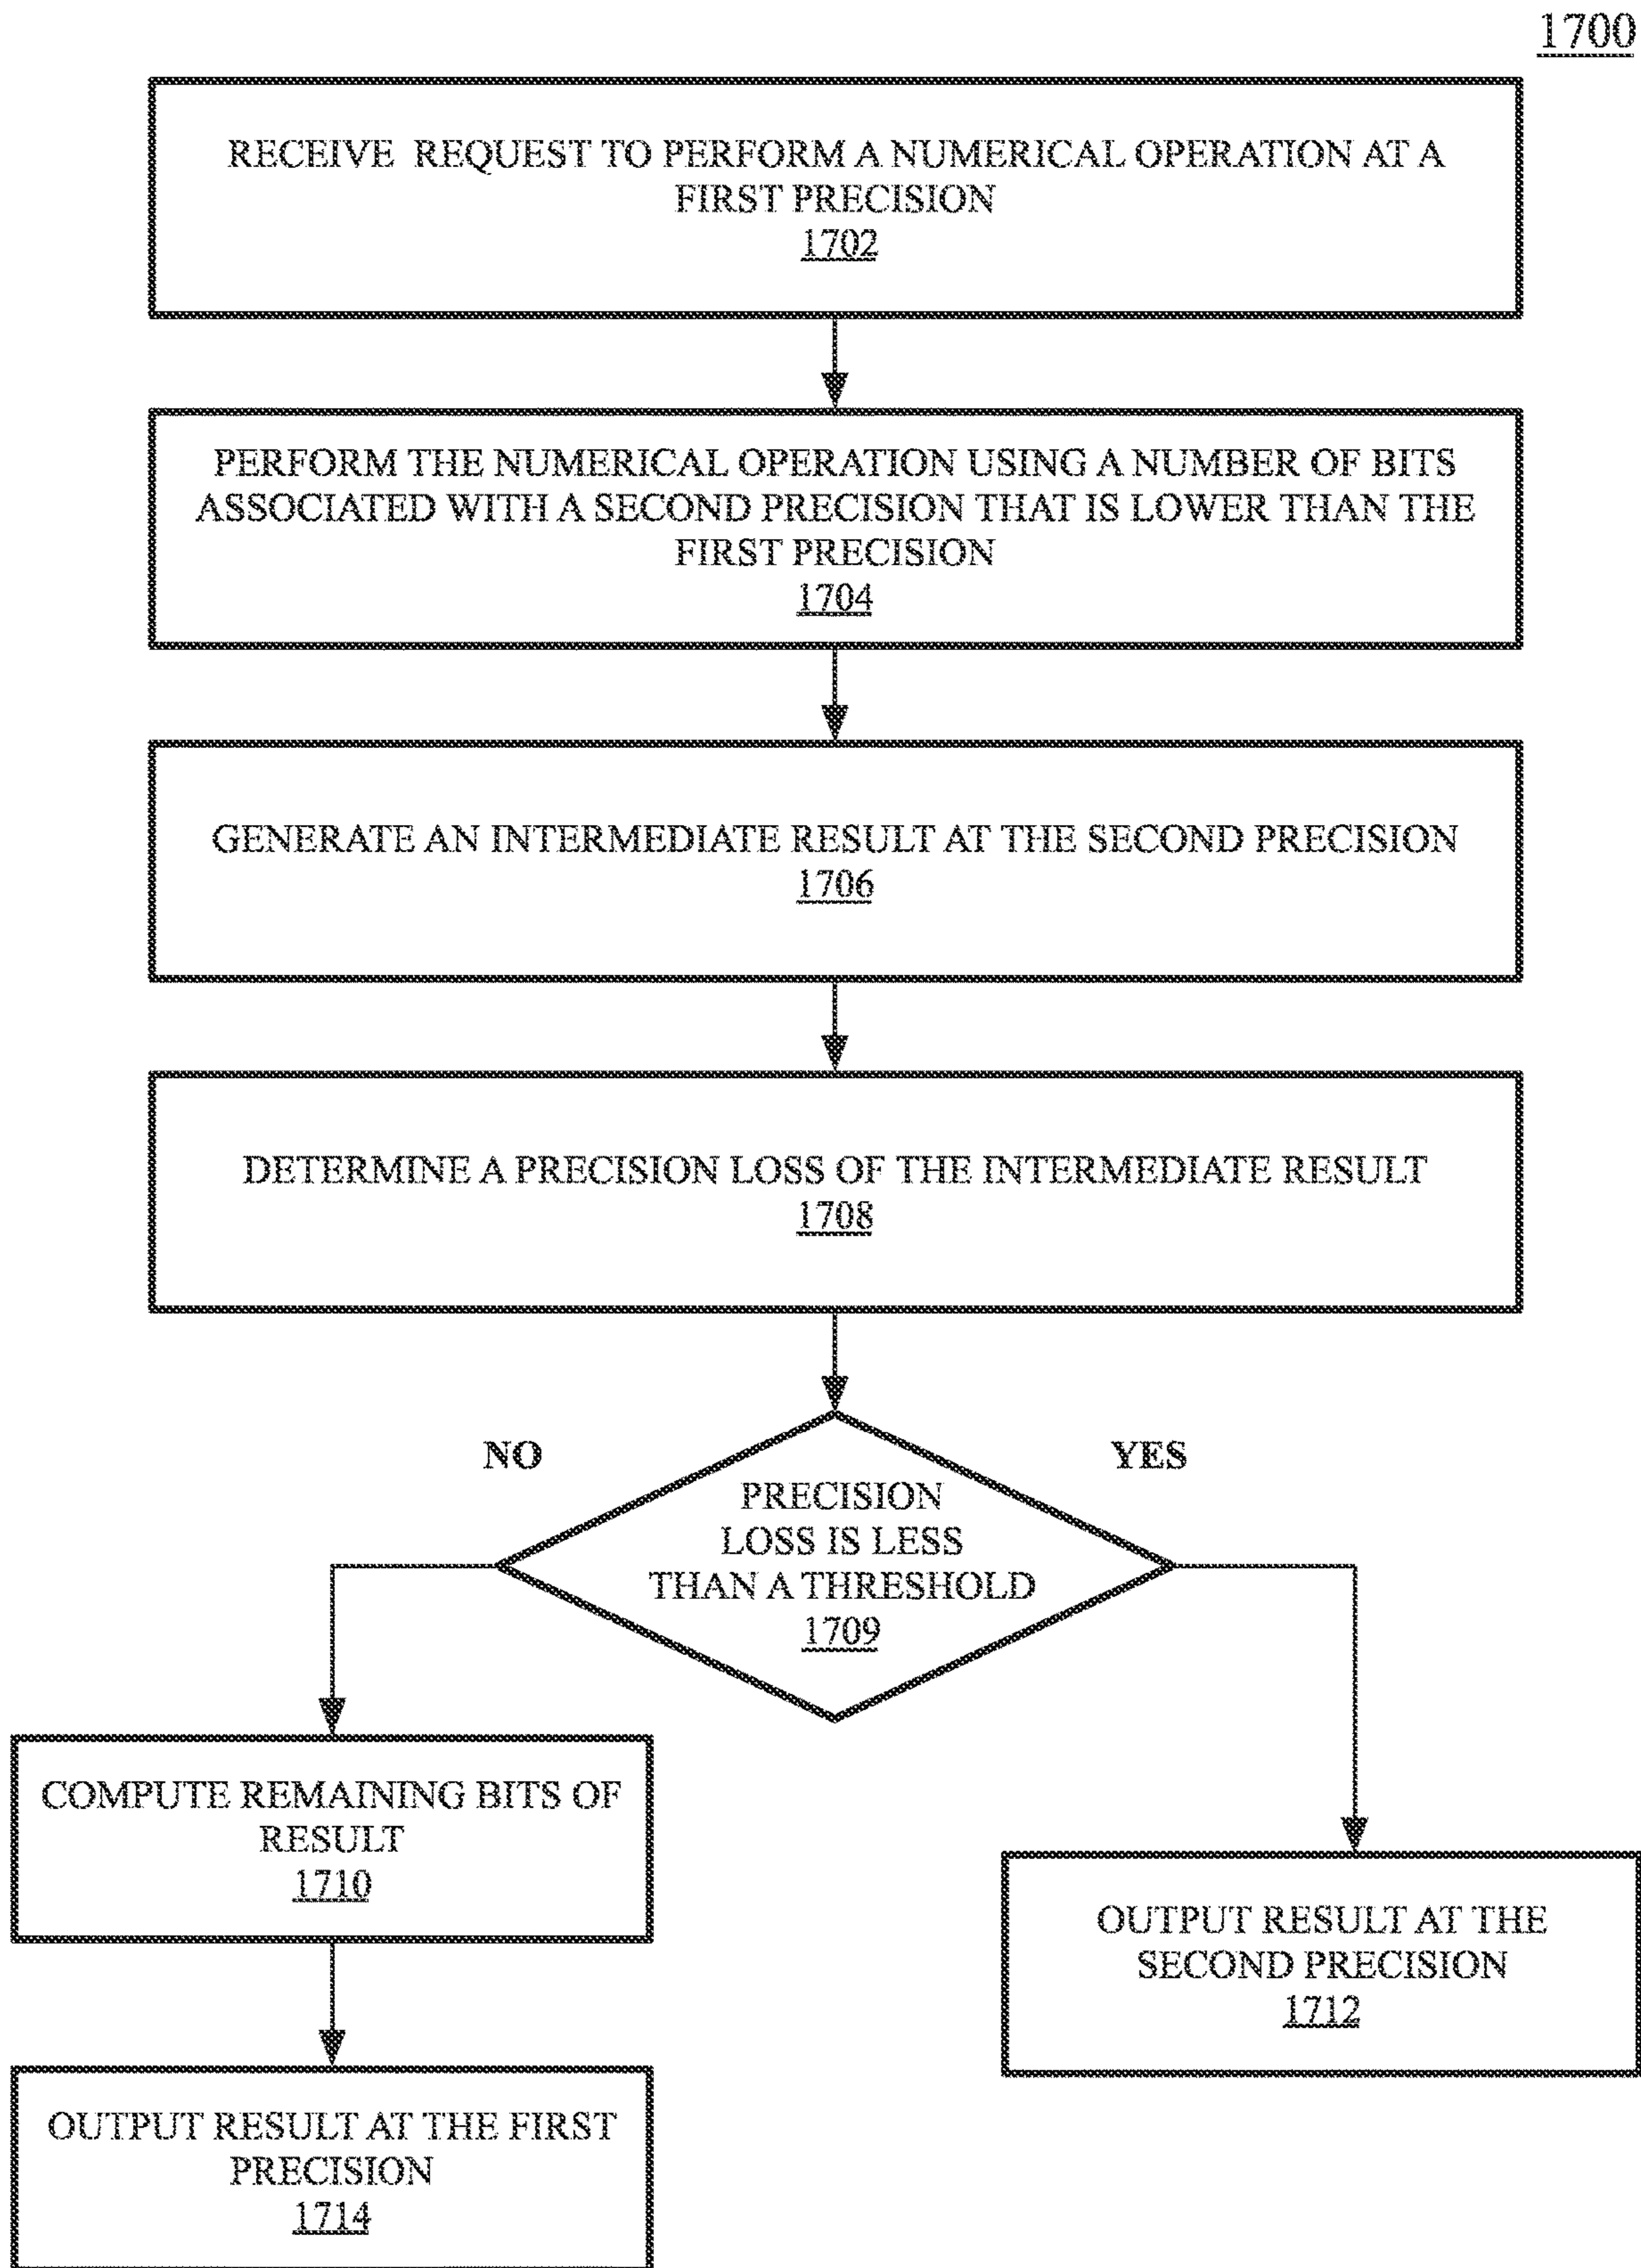 1700
RECEIVE REQUEST TO PERFORM A NUMERICAL OPERATION AT A
FIRST PRECISION
1702
PERFORM THE NUMERICAL OPERATION USING A NUMBER OF BITS
ASSOCIATED WITH A SECOND PRECISION THAT IS LOWER THAN THE
FIRST PRECISION
1704
GENERATE AN INTERMEDIATE RESULT AT THE SECOND PRECISION
1706
DETERMINE A PRECISION LOSS OF THE INTERMEDIATE RESULT
1708
NO
YES
PRECISION
LOSS IS LESS
THAN A THRESHOLD
1709
COMPUTE REMAINING BITS OF
RESULT
1710
OUTPUT RESULT AT THE
SECOND PRECISION
1712
OUTPUT RESULT AT THE FIRST
PRECISION
1714